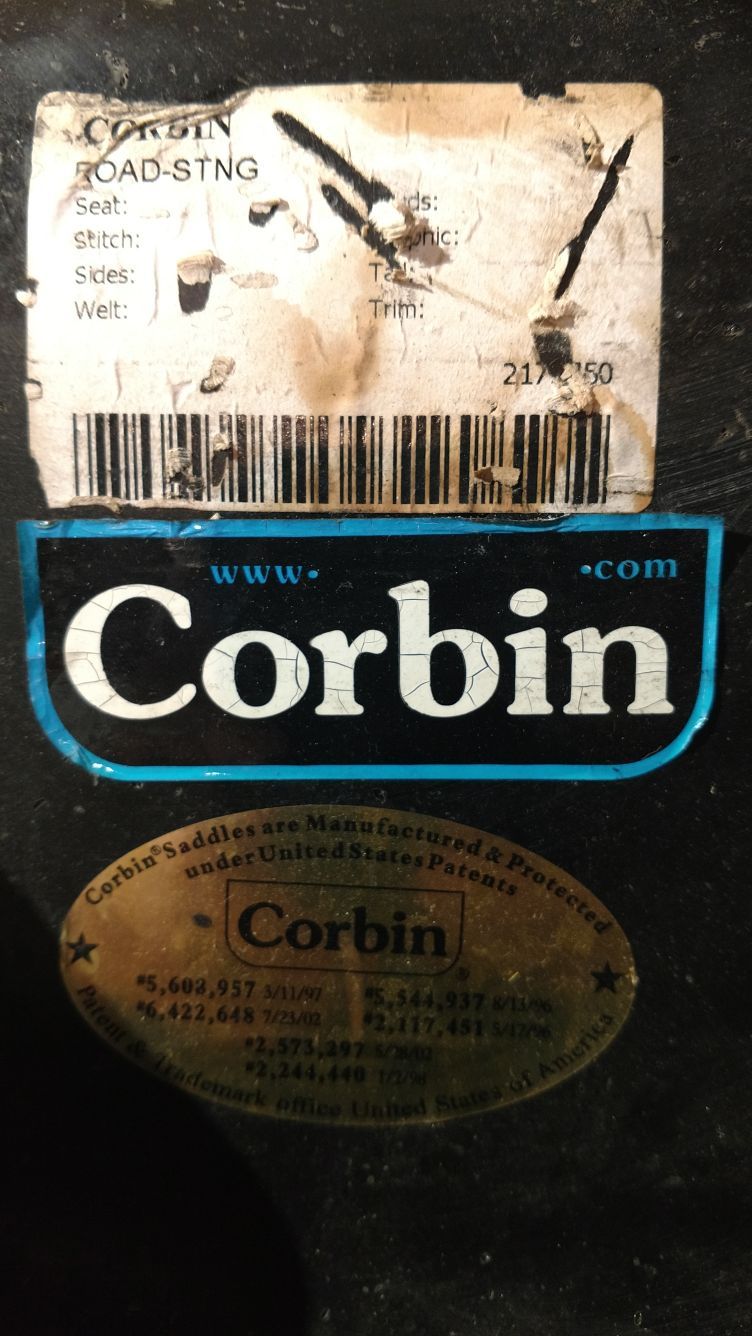 CORBIN
ROAD-STNG
Seat:
Stitch:
Sides:
Welt:
Trim:
www.
.com
Corbin
Corbin® Saddles are Manufactured & Protected
under United States Patents
Corbin®
#5,603,957 3/11/97 #5,544,937 8/13/96
#6,422,648 7/23/02 #2,117,451 5/17/96
#2,573,297 5/28/02
#2,244,440 1/2/98
Patent & Trademark office United States of America